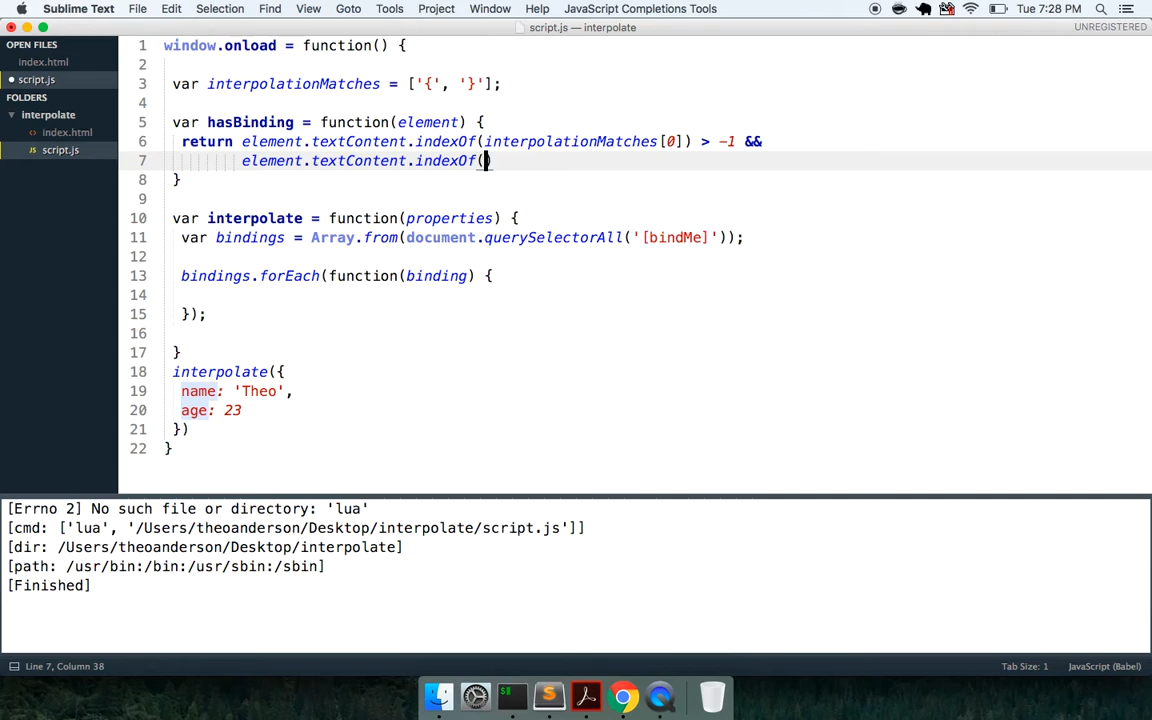 Sublime Text File Edit Selection Find View Goto Tools Project Window Help JavaScript Completions Tools Tue 7:28 PM
script.js — interpolate UNREGISTERED
OPEN FILES
index.html
script.js
FOLDERS
interpolate
index.html
script.js
1 window.onload = function() {
2
3 var interpolationMatches = ['{', '}'];
4
5 var hasBinding = function(element) {
6 return element.textContent.indexOf(interpolationMatches[0]) > -1 &&
7 element.textContent.indexOf()
8 }
9
10 var interpolate = function(properties) {
11 var bindings = Array.from(document.querySelectorAll('[bindMe]'));
12
13 bindings.forEach(function(binding) {
14
15 });
16
17 }
18 interpolate({
19 name: 'Theo',
20 age: 23
21 })
22 }
[Errno 2] No such file or directory: 'lua'
[cmd: ['lua', '/Users/theoanderson/Desktop/interpolate/script.js']]
[dir: /Users/theoanderson/Desktop/interpolate]
[path: /usr/bin:/bin:/usr/sbin:/sbin]
[Finished]
Line 7, Column 38 Tab Size: 1 JavaScript (Babel)